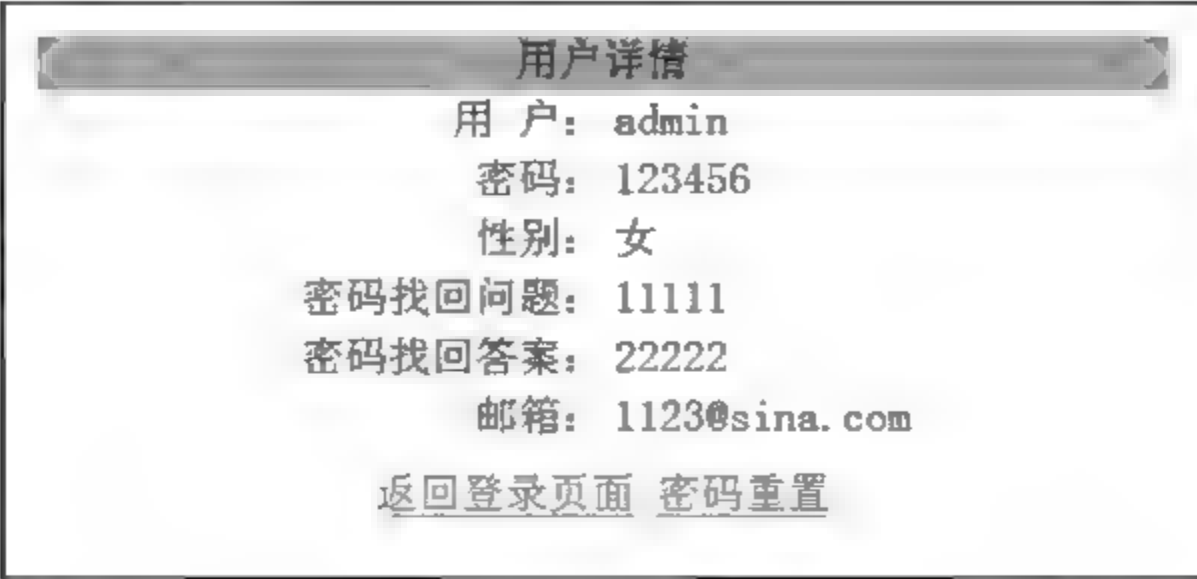 用户详情
用 户： admin
密码： 123456
性别： 女
密码找回问题： 11111
密码找回答案： 22222
邮箱： 1123@sina.com
返回登录页面 密码重置